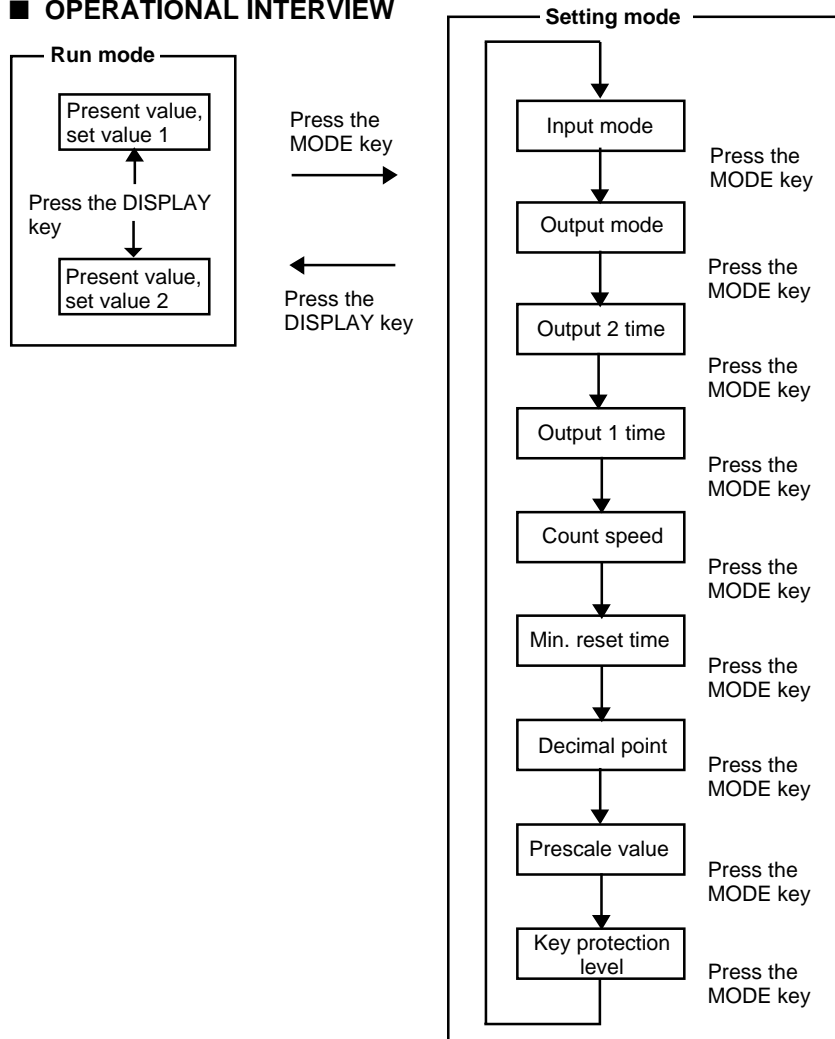 ■ OPERATIONAL INTERVIEW
Run mode
Present value,
set value 1
Press the DISPLAY
key
Present value,
set value 2
Press the
MODE key
Press the
DISPLAY key
Setting mode
Input mode
Press the
MODE key
Output mode
Press the
MODE key
Output 2 time
Press the
MODE key
Output 1 time
Press the
MODE key
Count speed
Press the
MODE key
Min. reset time
Press the
MODE key
Decimal point
Press the
MODE key
Prescale value
Press the
MODE key
Key protection
level
Press the
MODE key